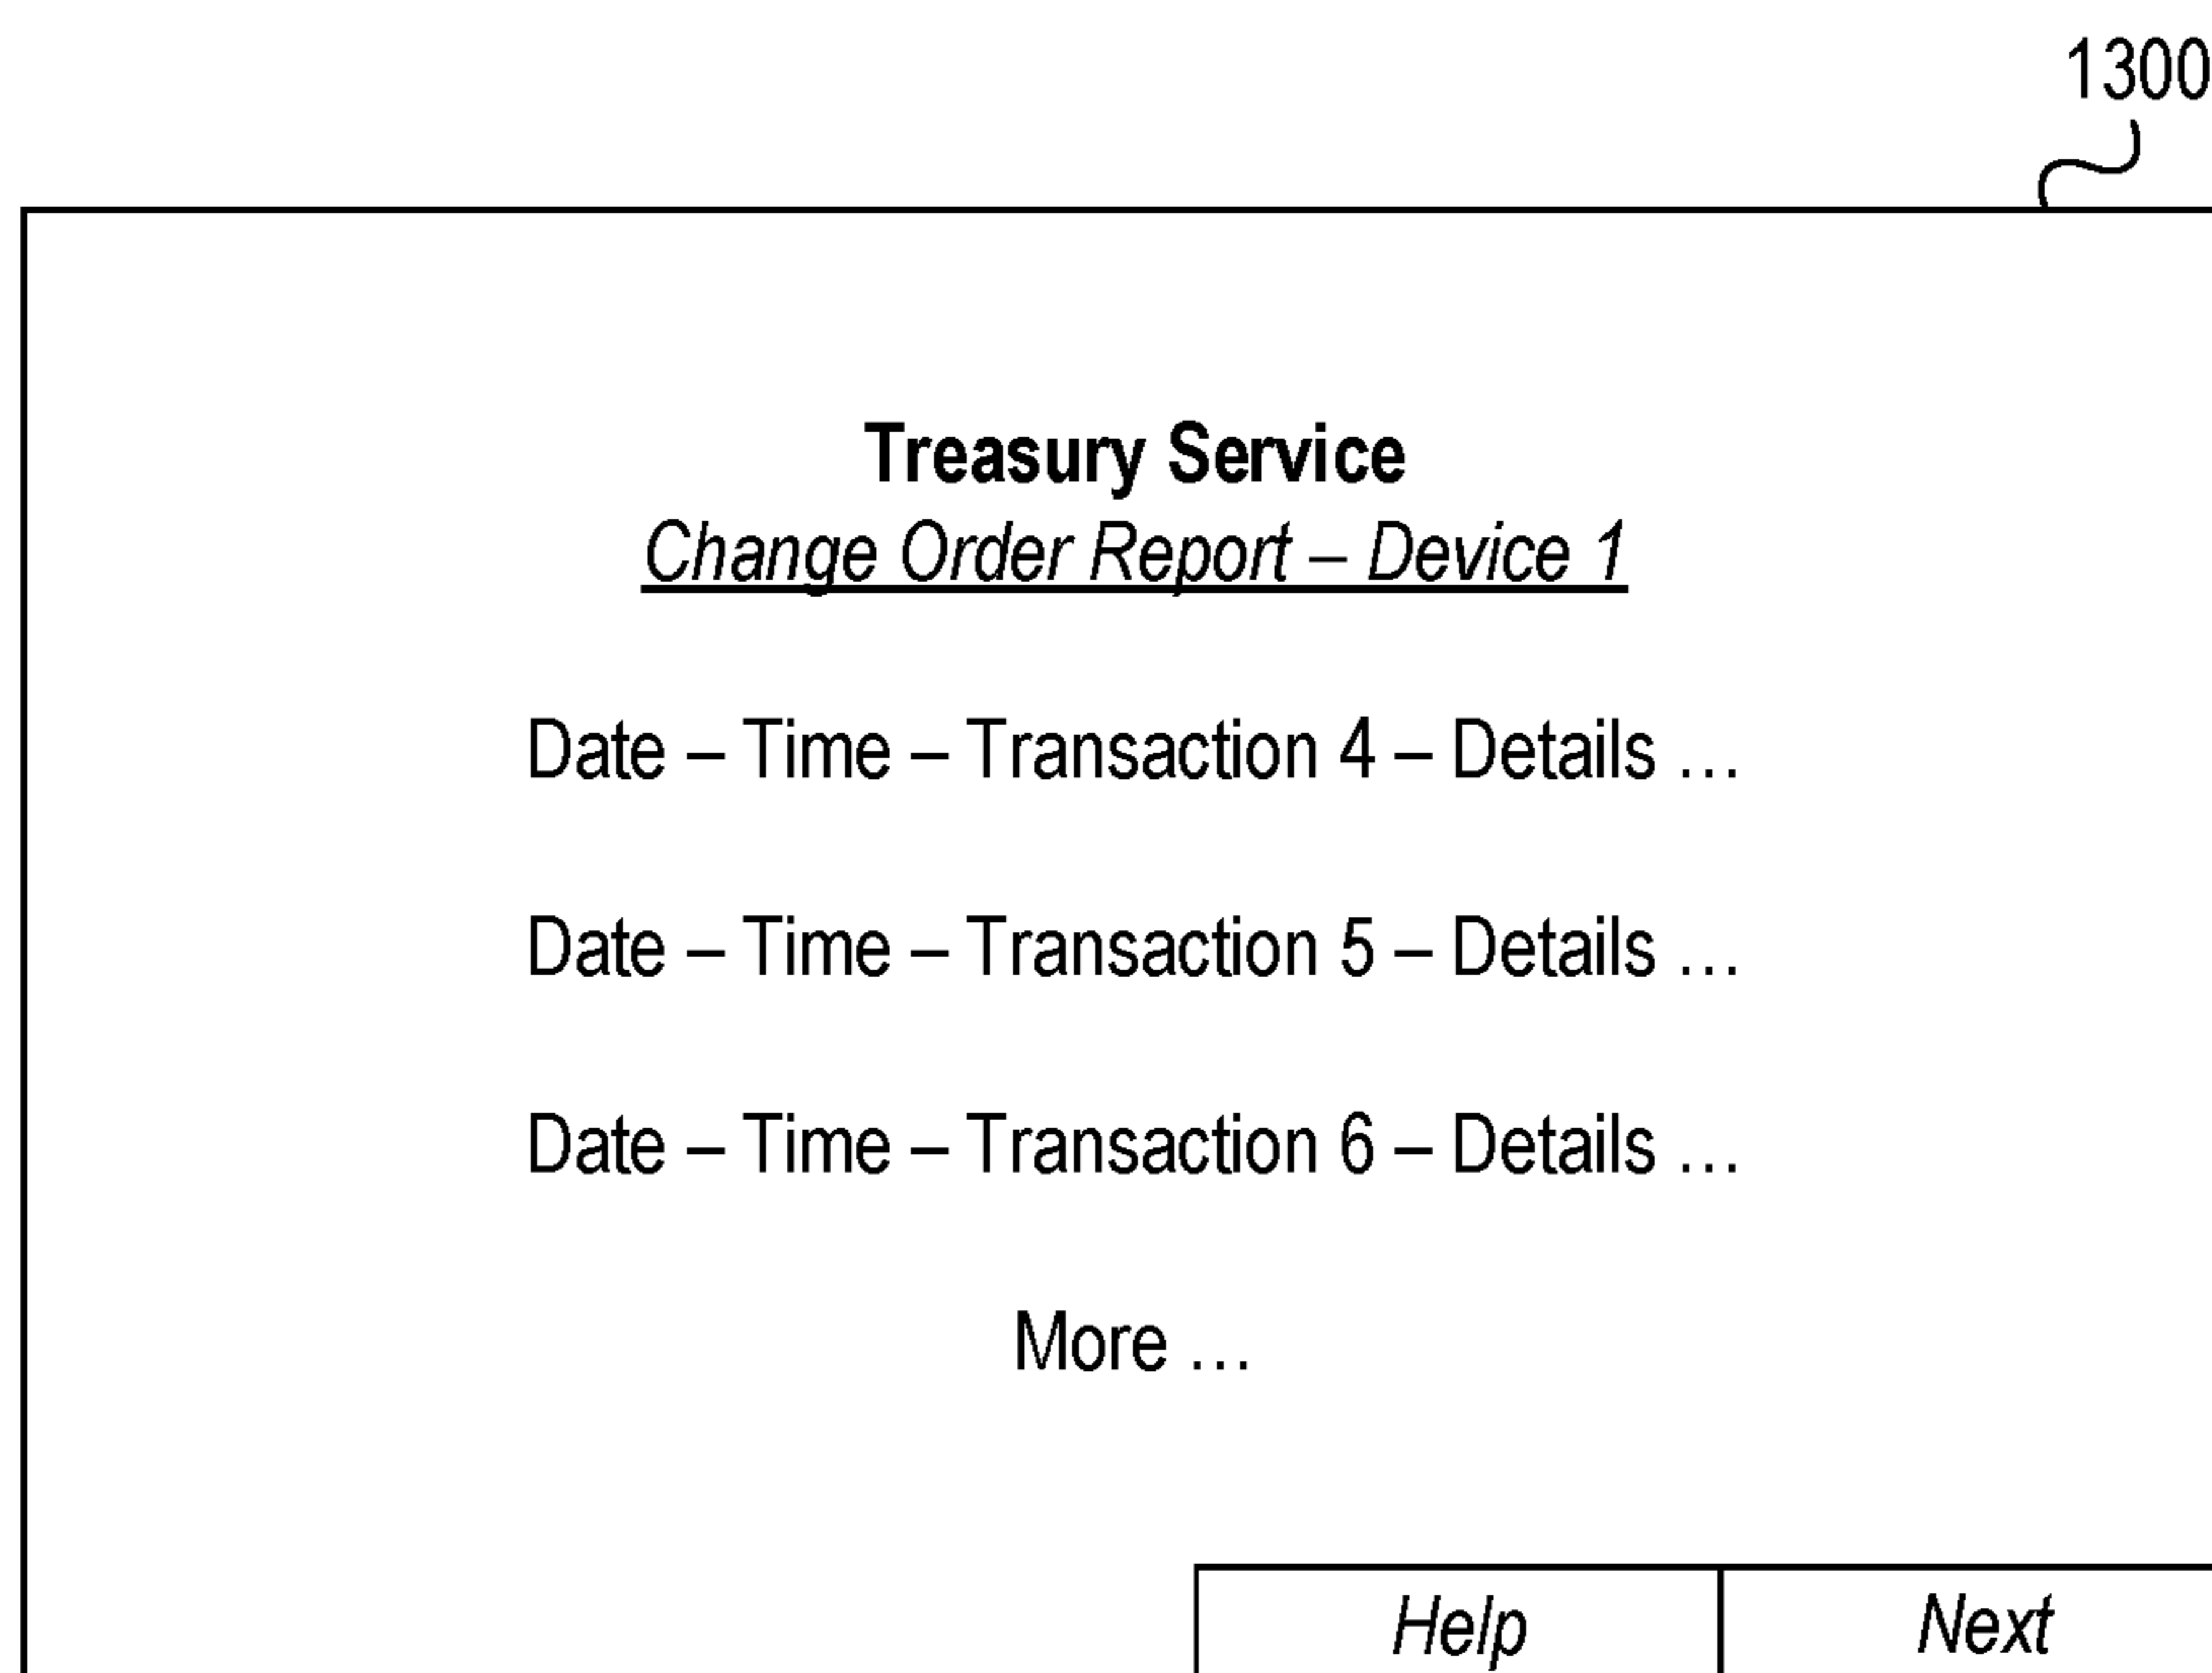 1300
Treasury Service
Change Order Report – Device 1
Date – Time – Transaction 4 – Details …
Date – Time – Transaction 5 – Details …
Date – Time – Transaction 6 – Details …
More …
Help Next